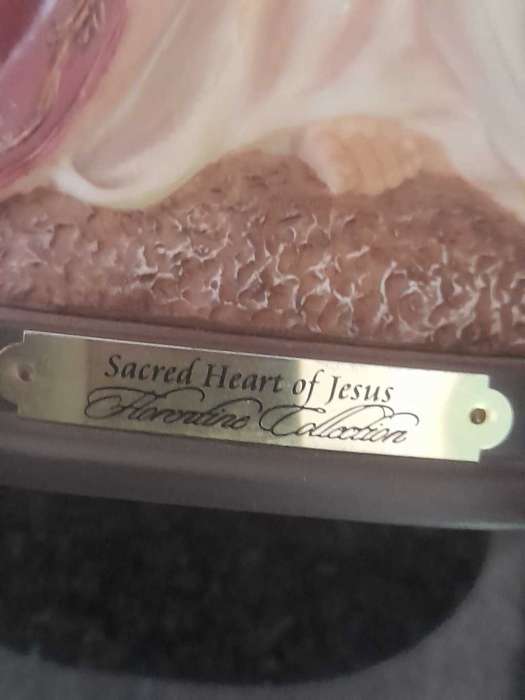 Sacred Heart of Jesus
Florentine Collection